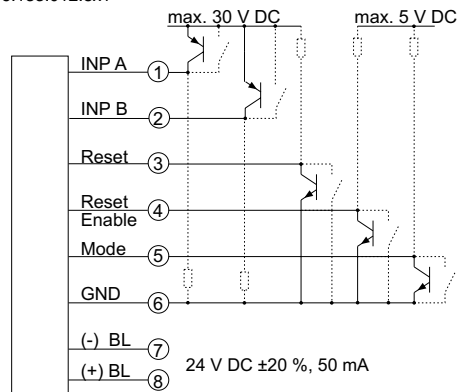 max. 30 V DC
max. 5 V DC
INP A
1
INP B
2
Reset
3
Reset
Enable
4
Mode
5
GND
6
(-) BL
7
24 V DC ±20 %, 50 mA
(+) BL
8